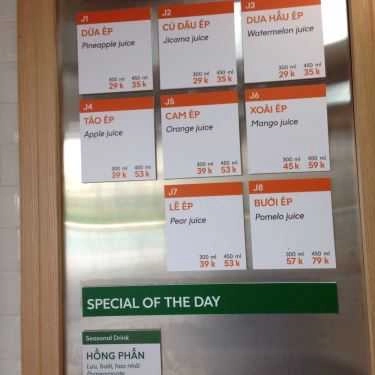 J1
DỨA ÉP
Pineapple juice
300 ml 450 ml
29 k 35 k
J2
CỦ ĐẬU ÉP
Jicama juice
300 ml 450 ml
29 k 35 k
J3
DƯA HẤU ÉP
Watermelon juice
300 ml 450 ml
29 k 35 k
J4
TÁO ÉP
Apple juice
300 ml 450 ml
39 k 53 k
J5
CAM ÉP
Orange juice
300 ml 450 ml
39 k 53 k
J6
XOÀI ÉP
Mango juice
300 ml 450 ml
45 k 59 k
J7
LÊ ÉP
Pear juice
300 ml 450 ml
39 k 53 k
J8
BƯỞI ÉP
Pomelo juice
300 ml 450 ml
57 k 79 k
SPECIAL OF THE DAY
Seasonal Drink
HỒNG PHẤN
Lựu, bưởi, hoa nhài